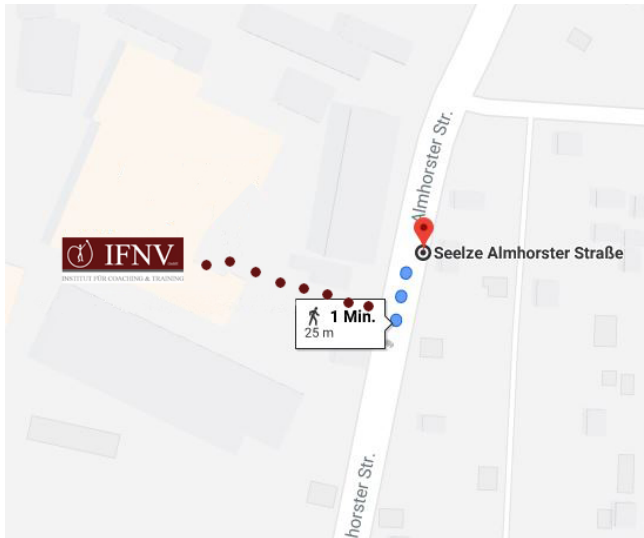 Almhorster Str.
IFNV
INSTITUT FÜR COACHING & TRAINING
Seelze Almhorster Straße
1 Min.
25 m
horster Str.